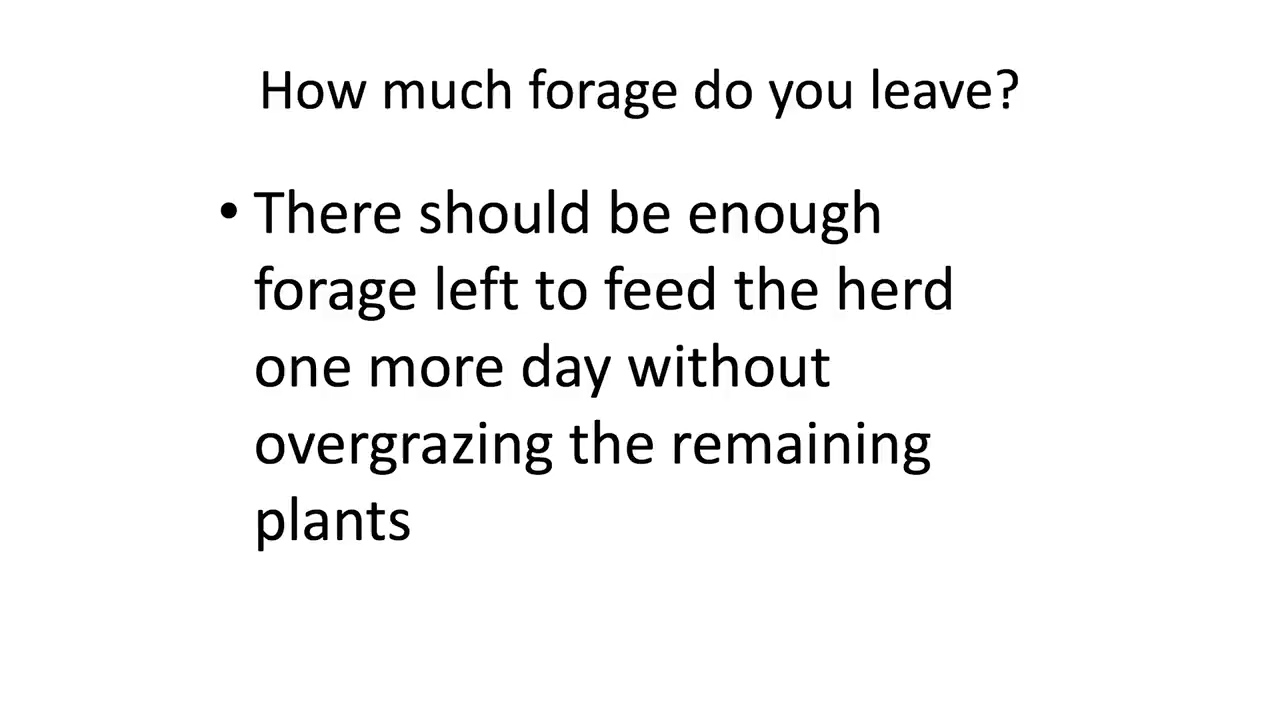 How much forage do you leave?
• There should be enough
forage left to feed the herd
one more day without
overgrazing the remaining
plants